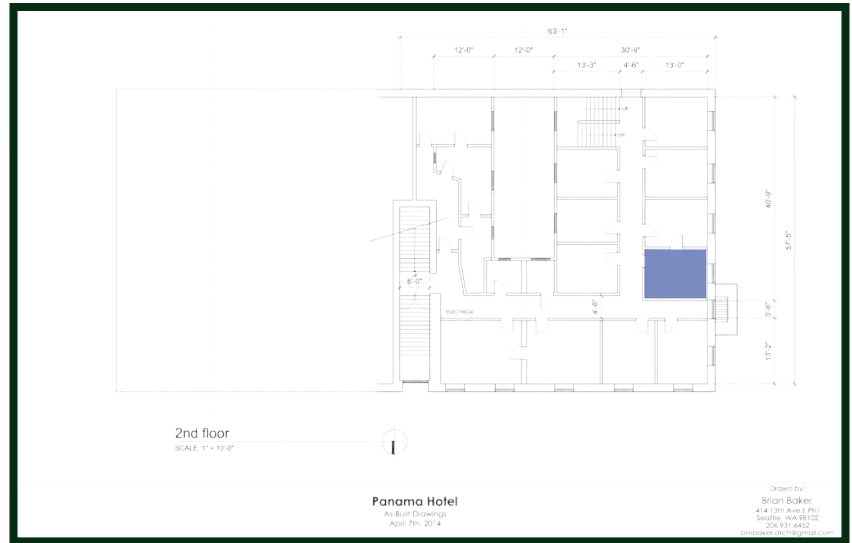 63'-1"
12'-0" 12'-0" 30'-9"
13'-3" 4'-6" 13'-0"
UP
DN
40'-9"
57'-5"
UP
6'-0"
ELECTRICAL
4'-6"
3'-6"
13'-2"
2nd floor
SCALE: 1" = 10'-0"
Panama Hotel
As-Built Drawings
April 7th, 2014
Drawn by:
Brian Baker
414 13th Ave E PH1
Seattle, WA 98102
206.931.6452
bmbaker.arch@gmail.com